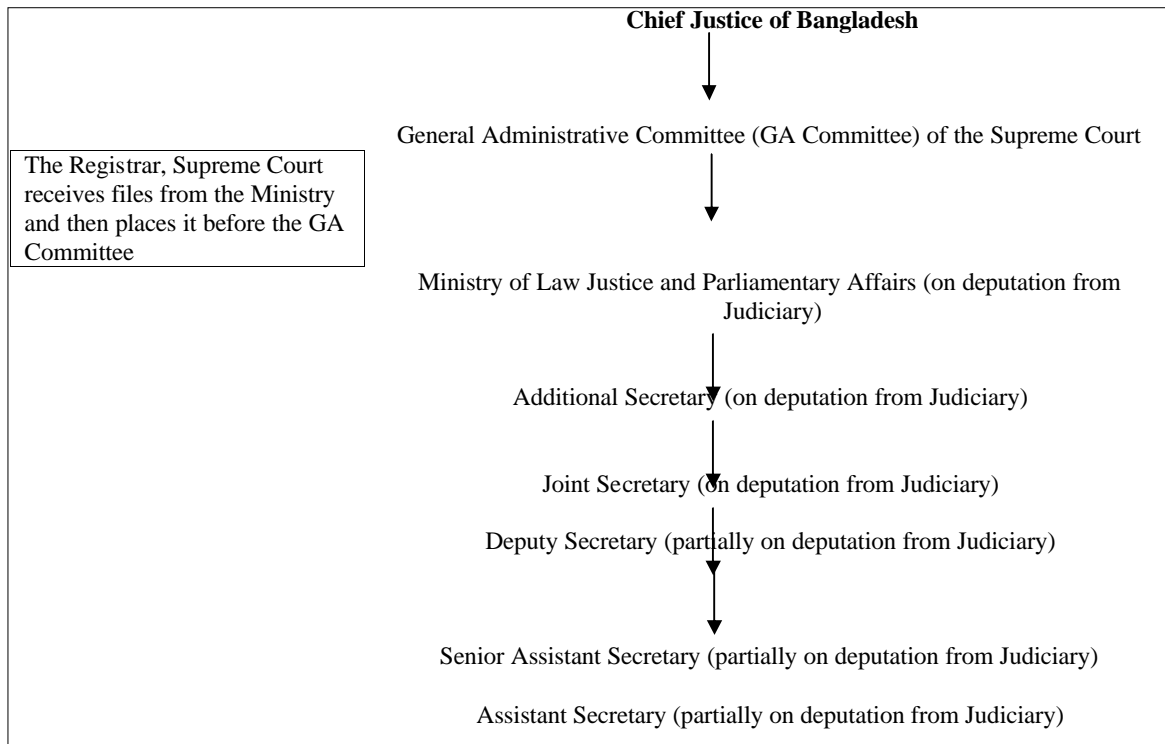 Chief Justice of Bangladesh
General Administrative Committee (GA Committee) of the Supreme Court
The Registrar, Supreme Court
receives files from the Ministry
and then places it before the GA
Committee
Ministry of Law Justice and Parliamentary Affairs (on deputation from
Judiciary)
Additional Secretary (on deputation from Judiciary)
Joint Secretary (on deputation from Judiciary)
Deputy Secretary (partially on deputation from Judiciary)
Senior Assistant Secretary (partially on deputation from Judiciary)
Assistant Secretary (partially on deputation from Judiciary)